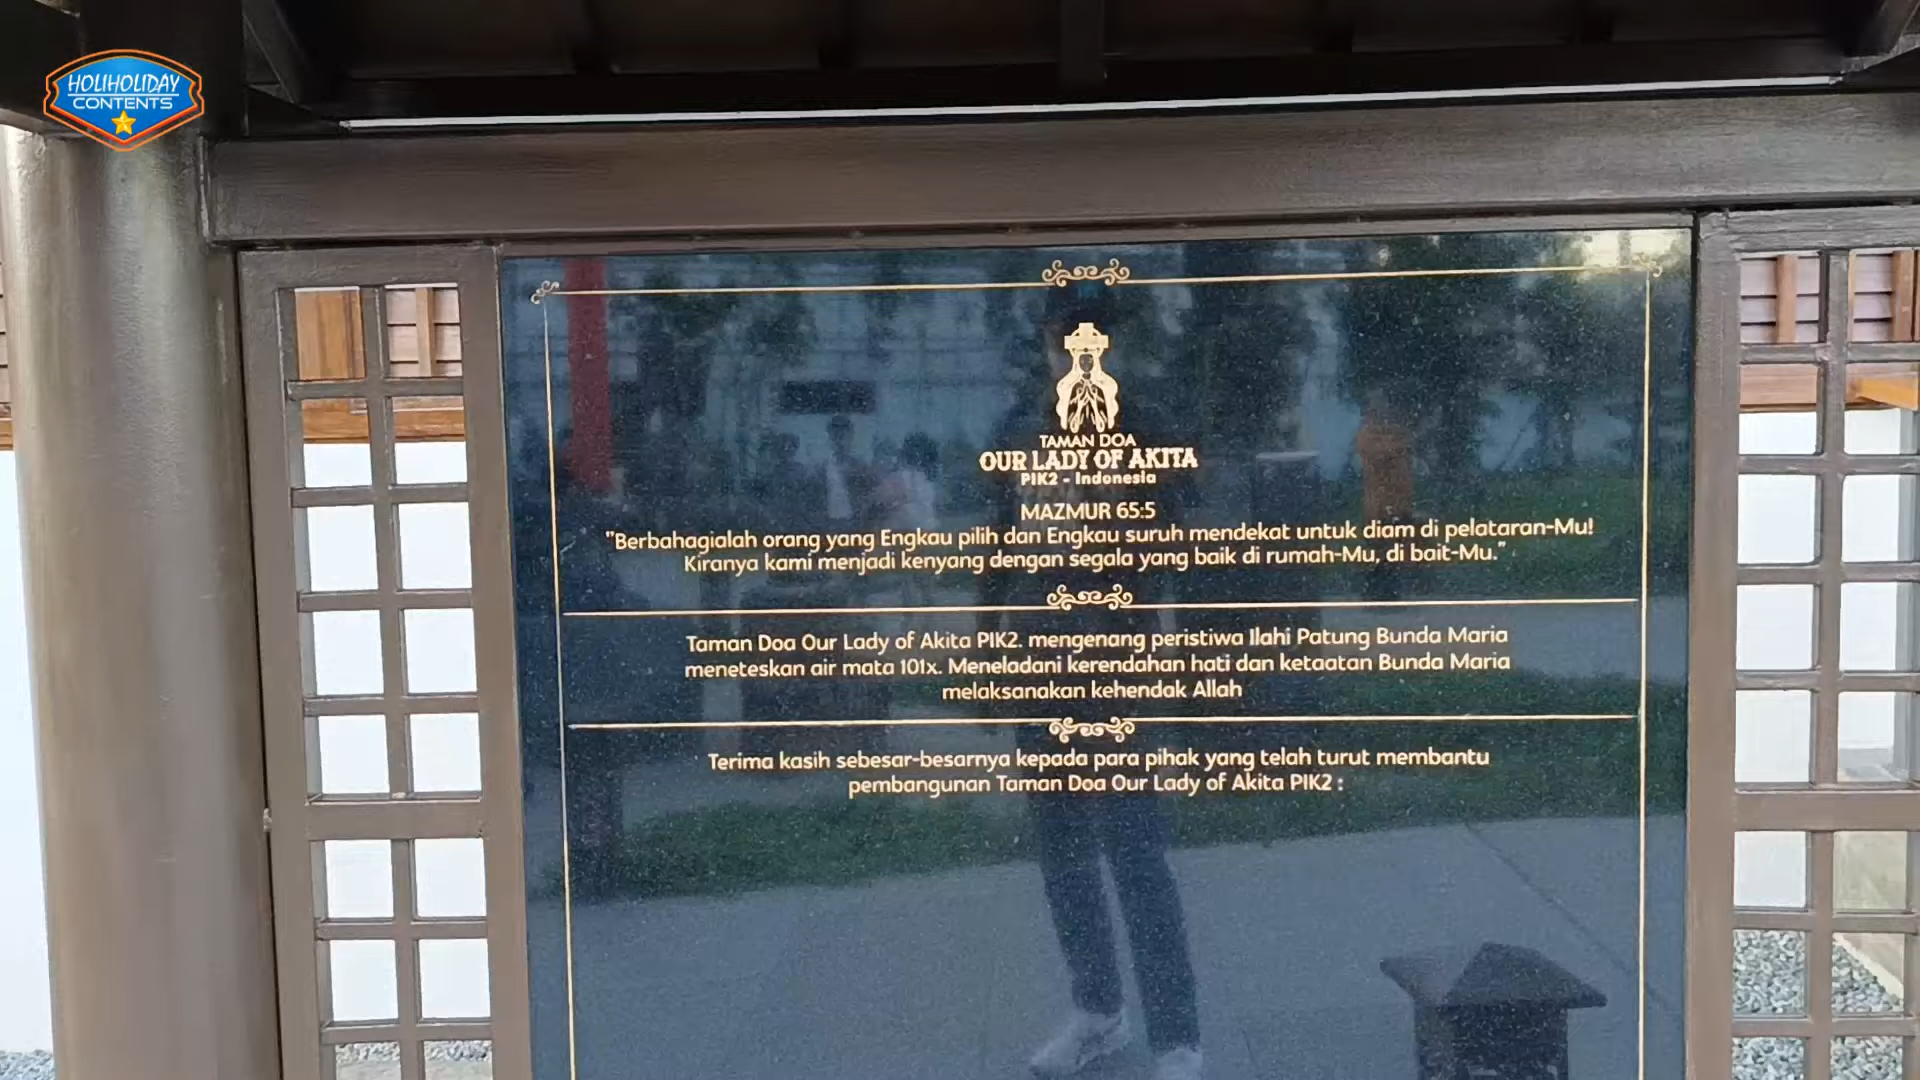 HOLIHOLIDAY
CONTENTS
TAMAN DOA
OUR LADY OF AKITA
PIK2 - Indonesia
MAZMUR 65:5
"Berbahagialah orang yang Engkau pilih dan Engkau suruh mendekat untuk diam di pelataran-Mu!
Kiranya kami menjadi kenyang dengan segala yang baik di rumah-Mu, di bait-Mu."
Taman Doa Our Lady of Akita PIK2. mengenang peristiwa Ilahi Patung Bunda Maria
meneteskan air mata 101x. Meneladani kerendahan hati dan ketaatan Bunda Maria
melaksanakan kehendak Allah
Terima kasih sebesar-besarnya kepada para pihak yang telah turut membantu
pembangunan Taman Doa Our Lady of Akita PIK2 :